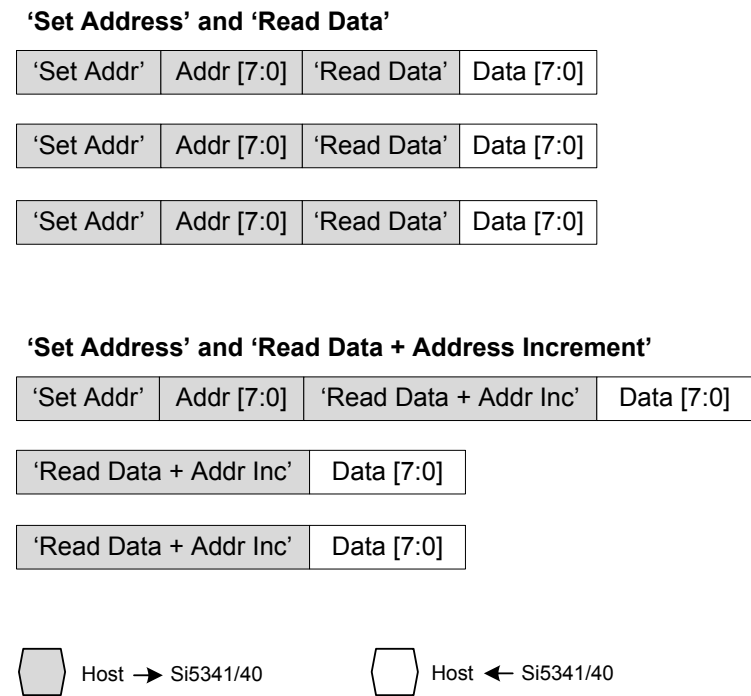 ‘Set Address’ and ‘Read Data’
‘Set Addr’ Addr [7:0] ‘Read Data’ Data [7:0]
‘Set Addr’ Addr [7:0] ‘Read Data’ Data [7:0]
‘Set Addr’ Addr [7:0] ‘Read Data’ Data [7:0]
‘Set Address’ and ‘Read Data + Address Increment’
‘Set Addr’ Addr [7:0] ‘Read Data + Addr Inc’ Data [7:0]
‘Read Data + Addr Inc’ Data [7:0]
‘Read Data + Addr Inc’ Data [7:0]
Host → Si5341/40 Host ← Si5341/40